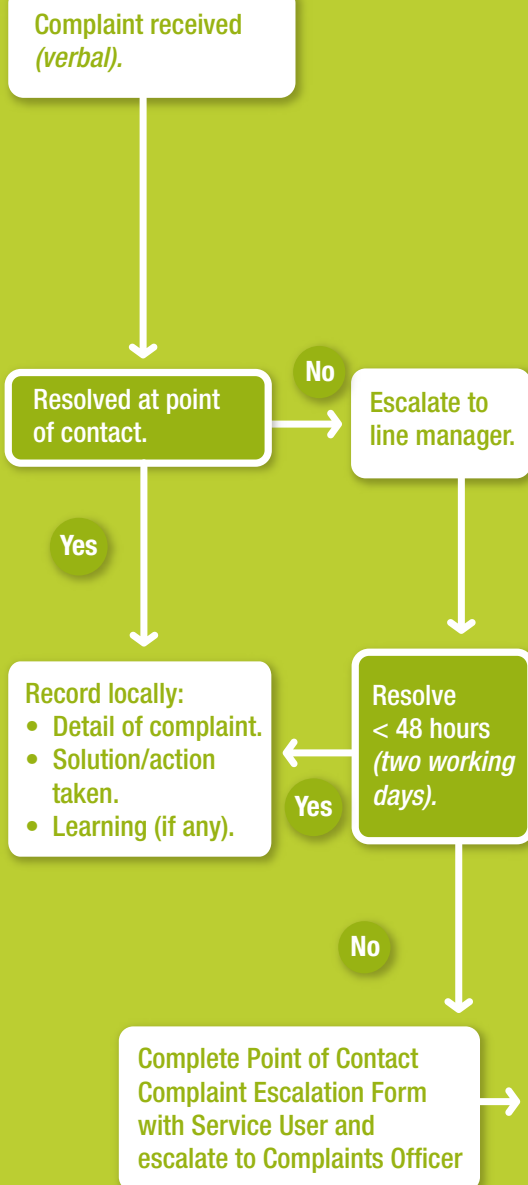 Complaint received
(verbal).
Resolved at point
of contact.
No
Escalate to
line manager.
Yes
Record locally:
• Detail of complaint.
• Solution/action
taken.
• Learning (if any).
Yes
Resolve
< 48 hours
(two working
days).
No
Complete Point of Contact
Complaint Escalation Form
with Service User and
escalate to Complaints Officer